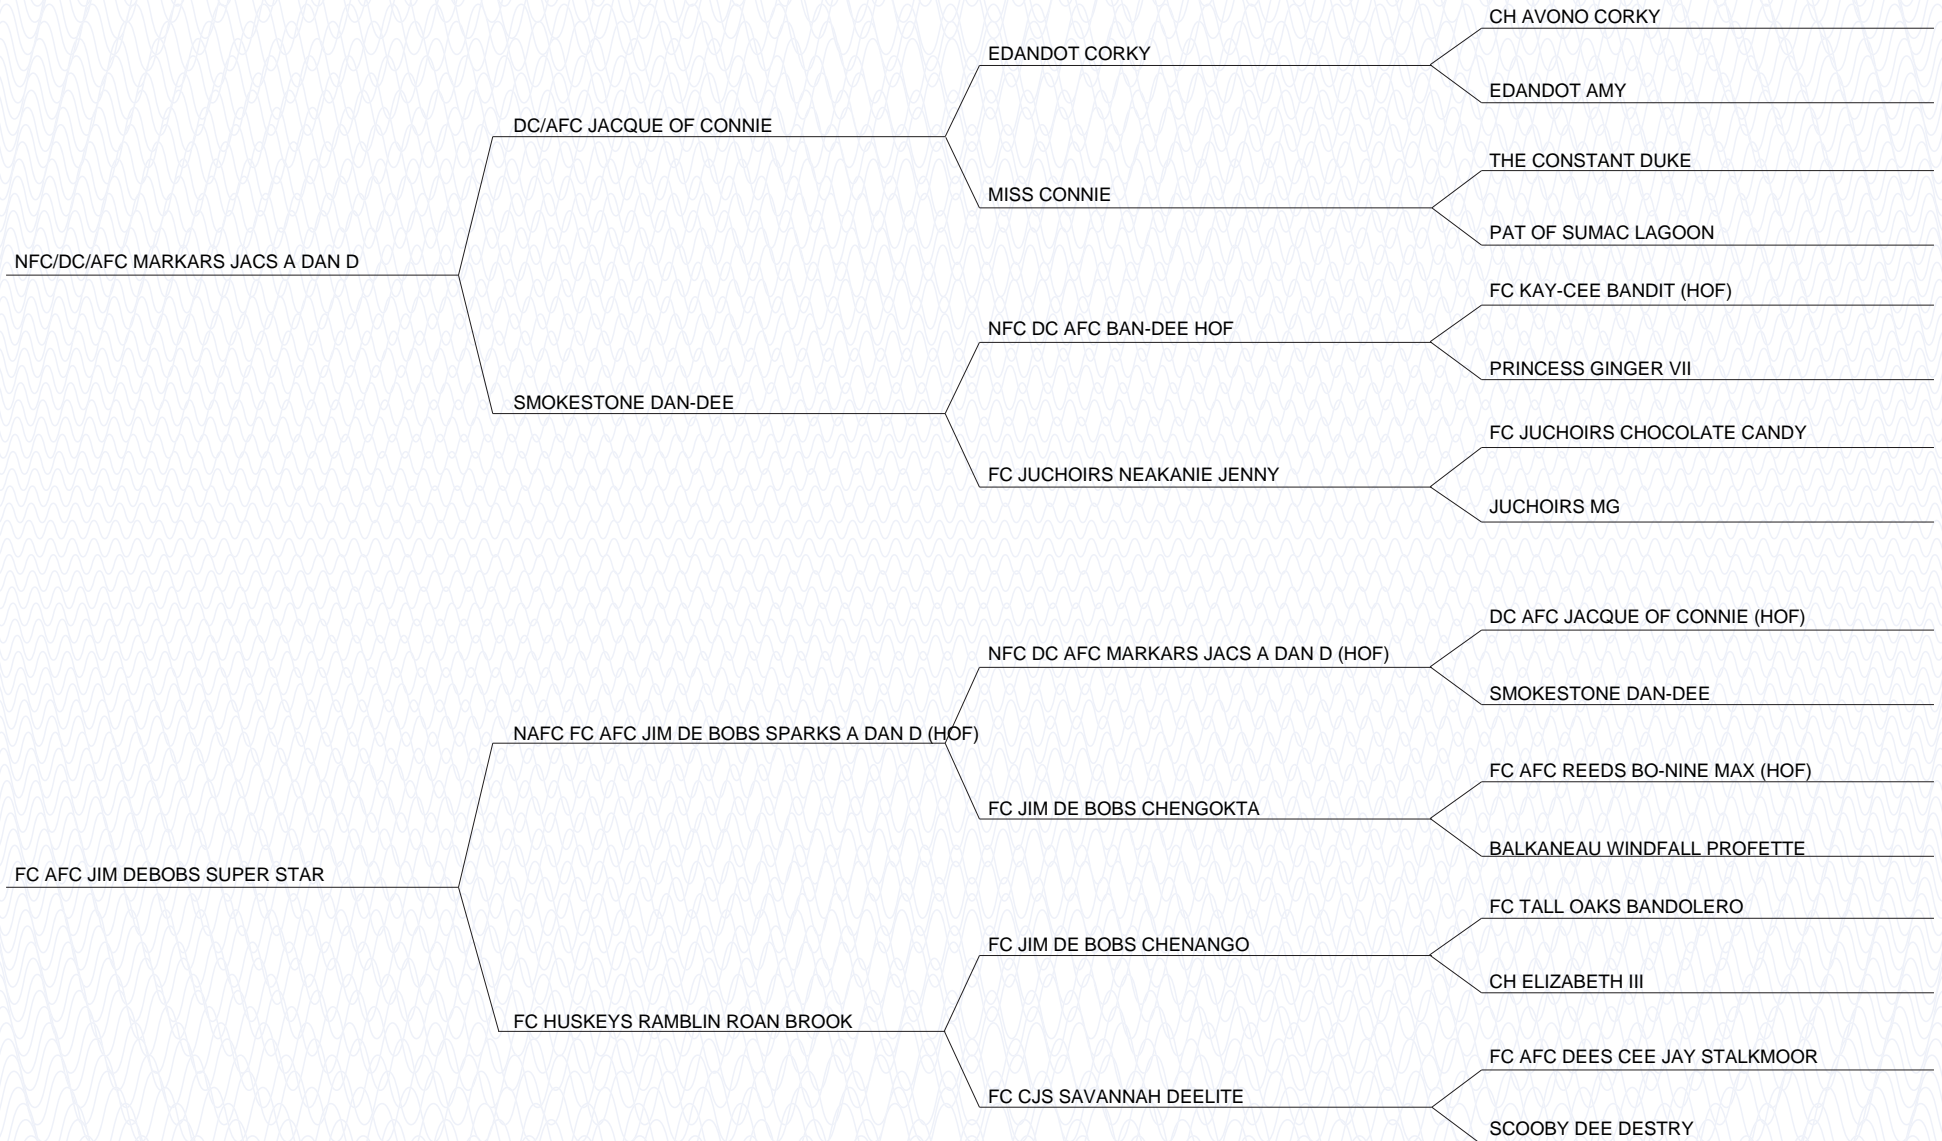 CH AVONO CORKY
EDANDOT CORKY
EDANDOT AMY
DC/AFC JACQUE OF CONNIE
THE CONSTANT DUKE
MISS CONNIE
PAT OF SUMAC LAGOON
NFC/DC/AFC MARKARS JACS A DAN D
FC KAY-CEE BANDIT (HOF)
NFC DC AFC BAN-DEE HOF
PRINCESS GINGER VII
SMOKESTONE DAN-DEE
FC JUCHOIRS CHOCOLATE CANDY
FC JUCHOIRS NEAKANIE JENNY
JUCHOIRS MG
DC AFC JACQUE OF CONNIE (HOF)
NFC DC AFC MARKARS JACS A DAN D (HOF)
SMOKESTONE DAN-DEE
NAFC FC AFC JIM DE BOBS SPARKS A DAN D (HOF)
FC AFC REEDS BO-NINE MAX (HOF)
FC JIM DE BOBS CHENGOKTA
BALKANEAU WINDFALL PROFETTE
FC AFC JIM DEBOBS SUPER STAR
FC TALL OAKS BANDOLERO
FC JIM DE BOBS CHENANGO
CH ELIZABETH III
FC HUSKEYS RAMBLIN ROAN BROOK
FC AFC DEES CEE JAY STALKMOOR
FC CJS SAVANNAH DEELITE
SCOOBY DEE DESTRY